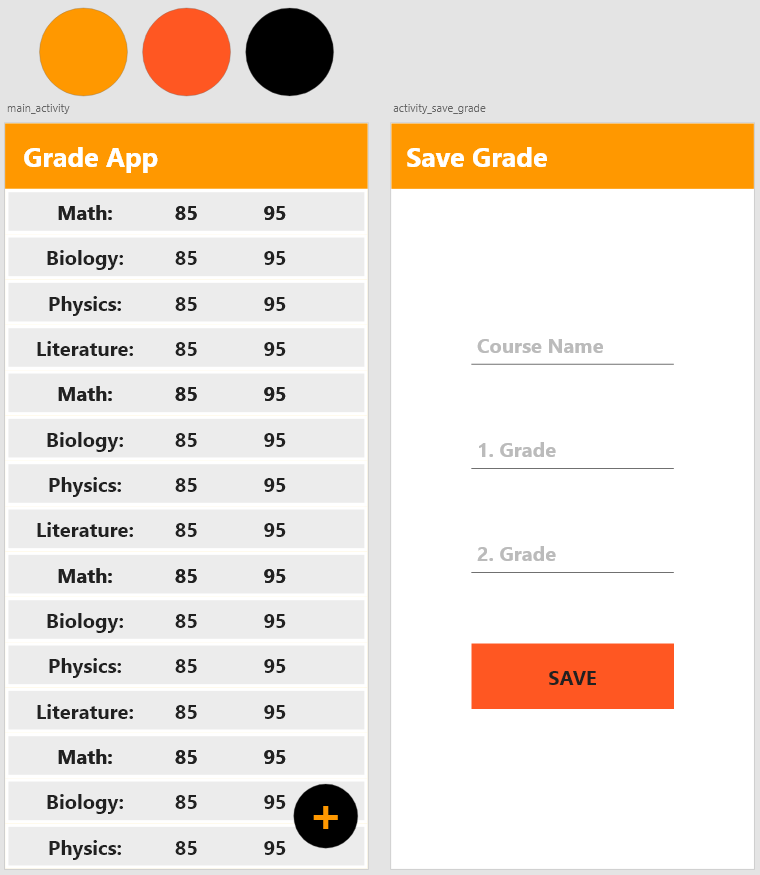 main_activity
Grade App
Math: 85 95
Biology: 85 95
Physics: 85 95
Literature: 85 95
Math: 85 95
Biology: 85 95
Physics: 85 95
Literature: 85 95
Math: 85 95
Biology: 85 95
Physics: 85 95
Literature: 85 95
Math: 85 95
Biology: 85 95
Physics: 85 95
+
activity_save_grade
Save Grade
Course Name
1. Grade
2. Grade
SAVE